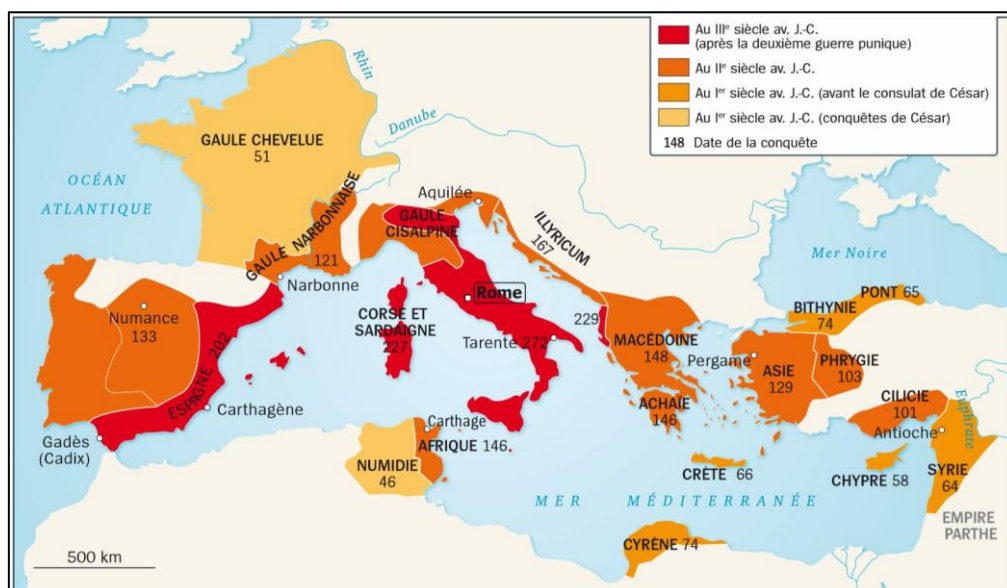 Au IIIe siècle av. J.-C.
(après la deuxième guerre punique)
Au IIe siècle av. J.-C.
Au Ier siècle av. J.-C. (avant le consulat de César)
Au Ier siècle av. J.-C. (conquêtes de César)
148 Date de la conquête
Rhin
Danube
GAULE CHEVELUE
51
OCÉAN
ATLANTIQUE
Aquilée
GAULE NARBONNAISE
121
GAULE
CISALPINE
ILLYRICUM
167
Mer Noire
Narbonne
Numance
133
Rome
PONT 65
BITHYNIE
74
CORSE ET
SARDAIGNE
227
229
Tarente 272
MACÉDOINE
148
Pergame
ASIE
129
PHRYGIE
103
ESPAGNE 202
Carthagène
ACHAÏE
146
CILICIE
101
Euphrate
Antioche
Gadès
(Cadix)
Carthage
AFRIQUE 146
NUMIDIE
46
CRÈTE 66
CHYPRE 58
SYRIE
64
MER MÉDITERRANÉE
EMPIRE
PARTHE
CYRÈNE 74
500 km